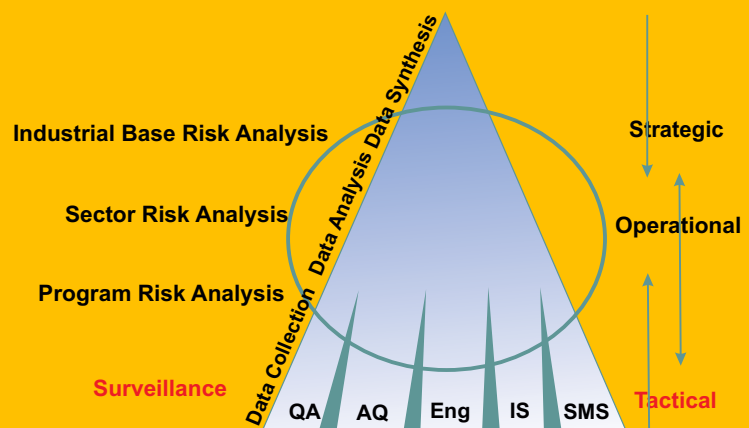 Industrial Base Risk Analysis
Sector Risk Analysis
Program Risk Analysis
Surveillance
Data Collection Data Analysis Data Synthesis
QA
AQ
Eng
IS
SMS
Strategic
Operational
Tactical